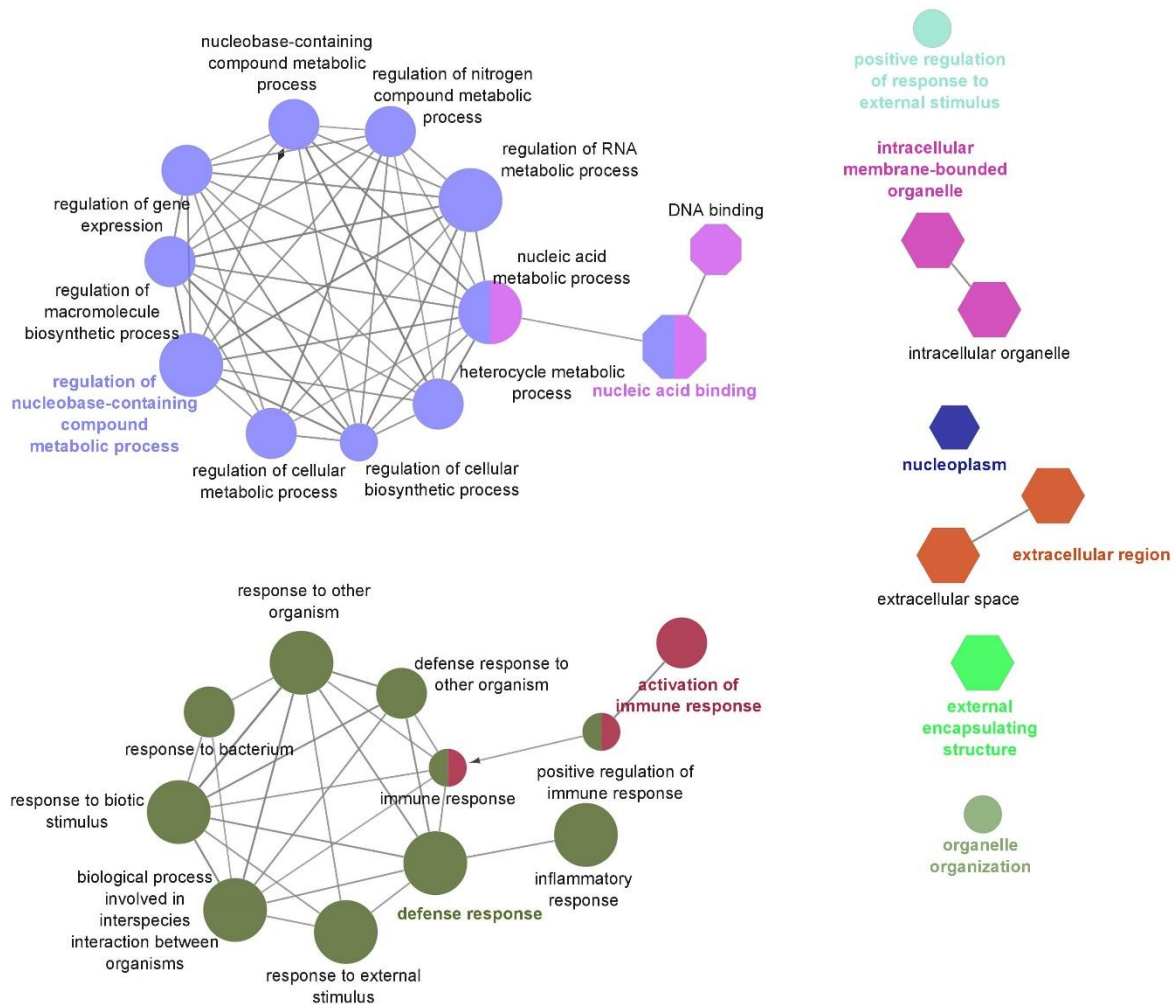 nucleobase-containing
compound metabolic
process
regulation of nitrogen
compound metabolic
process
regulation of RNA
metabolic process
regulation of gene
expression
DNA binding
nucleic acid
metabolic process
regulation of
macromolecule
biosynthetic process
regulation of
nucleobase-containing
compound
metabolic process
heterocycle metabolic
process
nucleic acid binding
regulation of cellular
metabolic process
regulation of cellular
biosynthetic process
response to other
organism
defense response to
other organism
activation of
immune response
response to bacterium
immune response
positive regulation of
immune response
response to biotic
stimulus
biological process
involved in
interspecies
interaction between
organisms
defense response
inflammatory
response
response to external
stimulus
positive regulation
of response to
external stimulus
intracellular
membrane-bounded
organelle
intracellular organelle
nucleoplasm
extracellular region
extracellular space
external
encapsulating
structure
organelle
organization